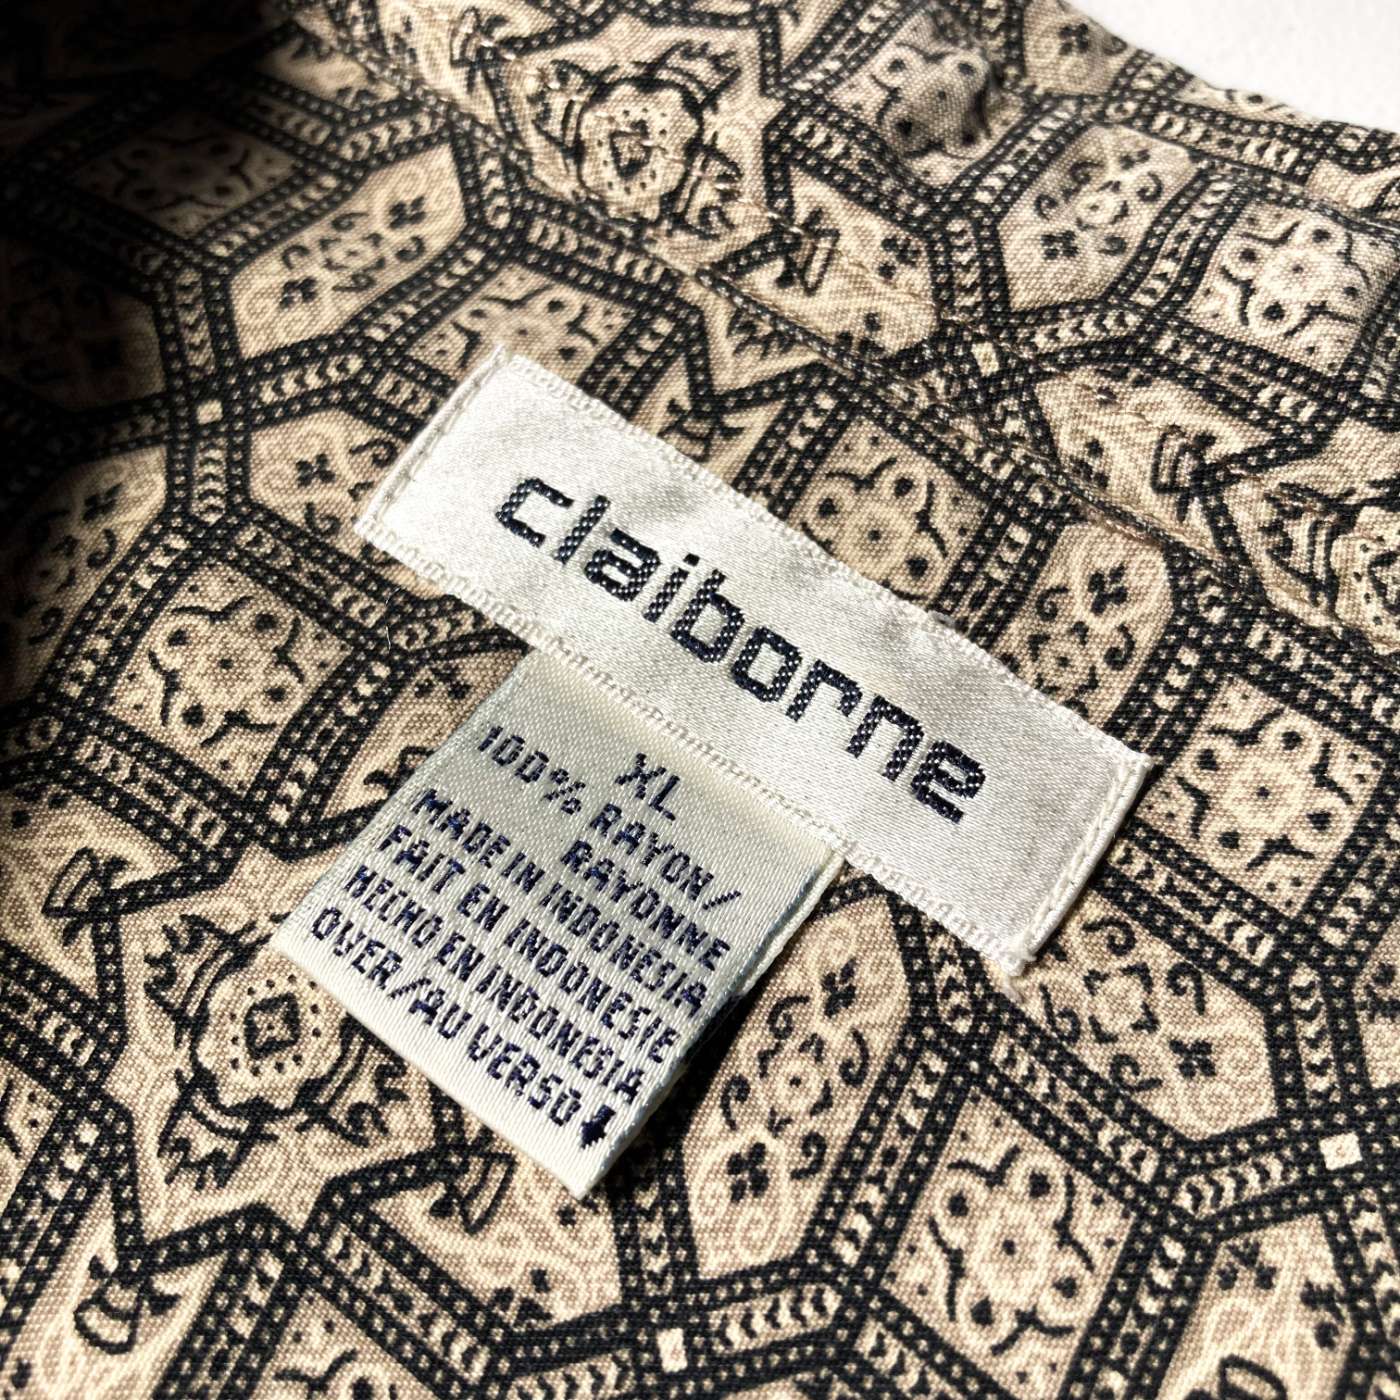 claiborne
XL
100% RAYON/
RAYONNE
MADE IN INDONESIA
FAIT EN INDONESIE
HECHO EN INDONESIA
OVER/AU VERSO